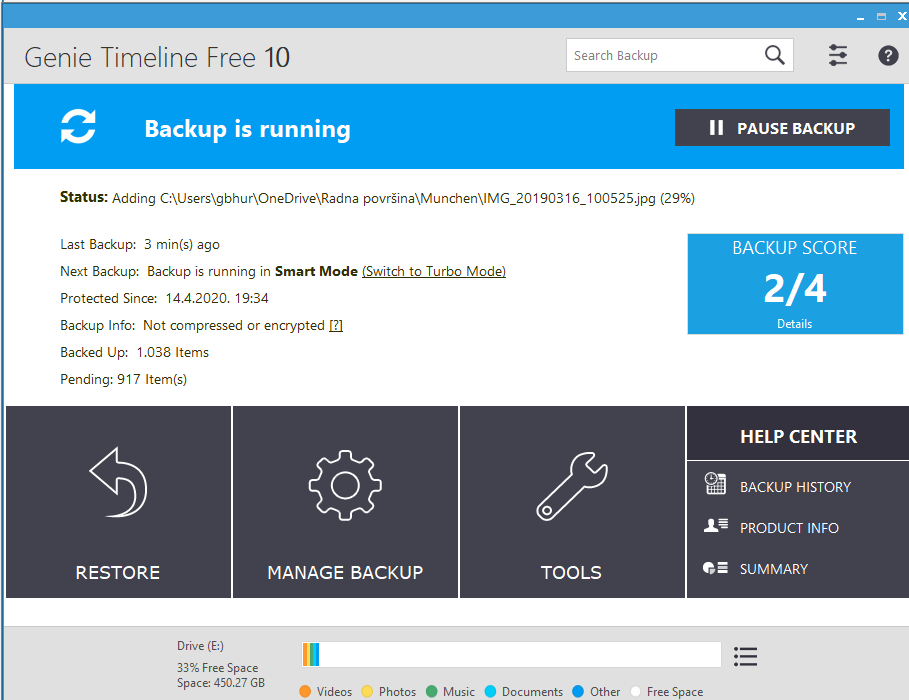 Genie Timeline Free 10
Search Backup
?
Backup is running
PAUSE BACKUP
Status: Adding C:\Users\gbhur\OneDrive\Radna površina\Munchen\IMG_20190316_100525.jpg (29%)
Last Backup: 3 min(s) ago
Next Backup: Backup is running in Smart Mode (Switch to Turbo Mode)
Protected Since: 14.4.2020. 19:34
Backup Info: Not compressed or encrypted [?]
Backed Up: 1.038 Items
Pending: 917 Item(s)
BACKUP SCORE
2/4
Details
RESTORE
MANAGE BACKUP
TOOLS
HELP CENTER
BACKUP HISTORY
PRODUCT INFO
SUMMARY
Drive (E:)
33% Free Space
Space: 450.27 GB
Videos Photos Music Documents Other Free Space